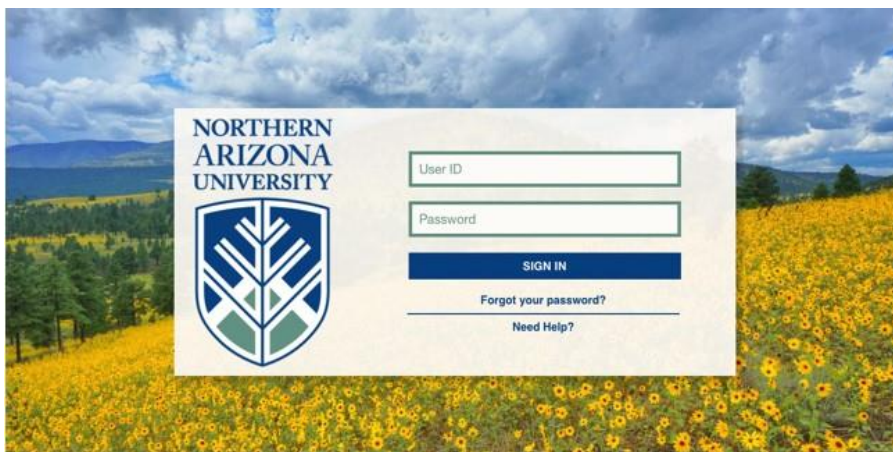 NORTHERN
ARIZONA
UNIVERSITY
User ID
Password
SIGN IN
Forgot your password?
Need Help?